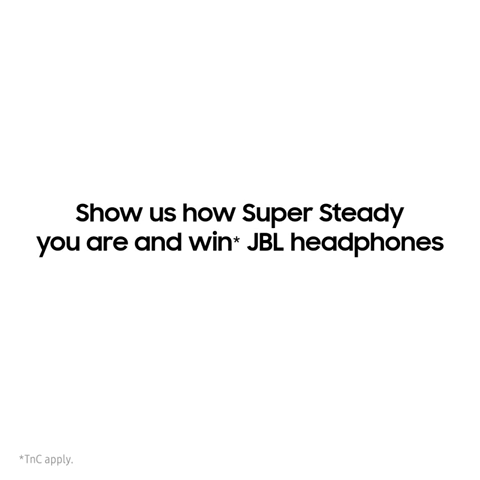 Show us how Super Steady
you are and win* JBL headphones
*TnC apply.